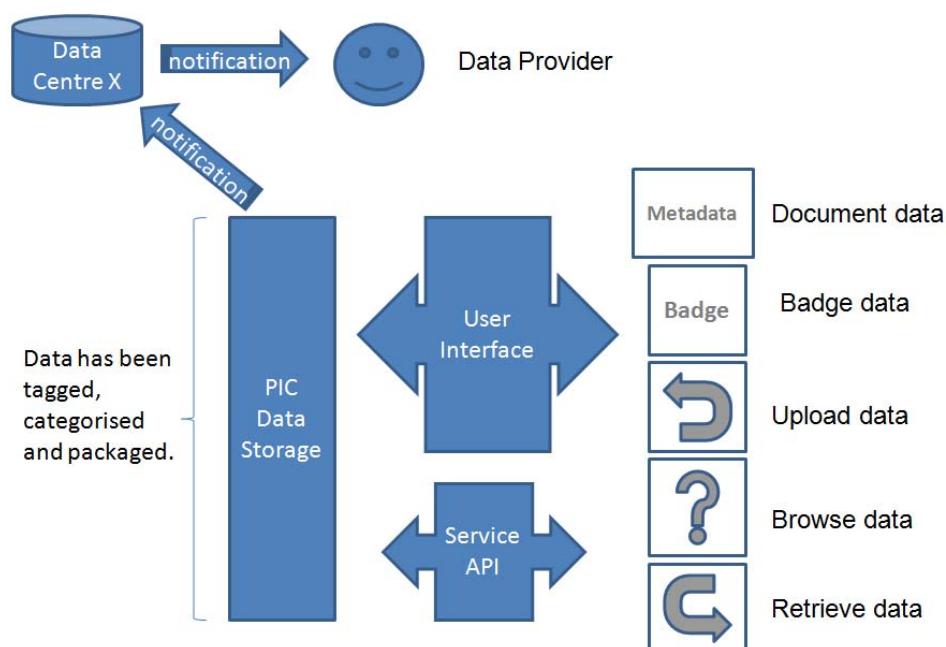 Data
Centre X
notification
Data Provider
notification
Metadata
Document data
Badge
Badge data
User
Interface
Data has been
tagged,
categorised
and packaged.
PIC
Data
Storage
Upload data
?
Browse data
Service
API
Retrieve data